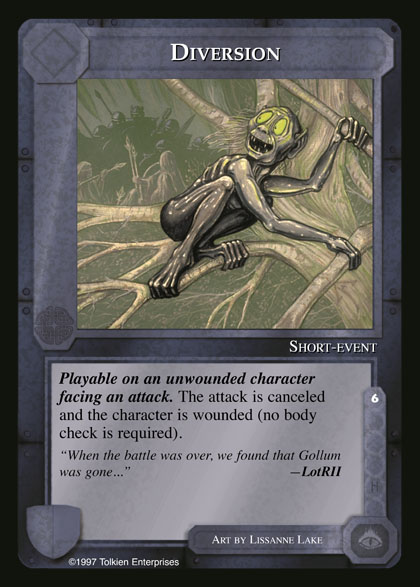 DIVERSION
SHORT-EVENT
Playable on an unwounded character
facing an attack. The attack is canceled
and the character is wounded (no body
check is required).
6
“When the battle was over, we found that Gollum
was gone…” —LotRII
H
ART BY LISSANNE LAKE
©1997 Tolkien Enterprises